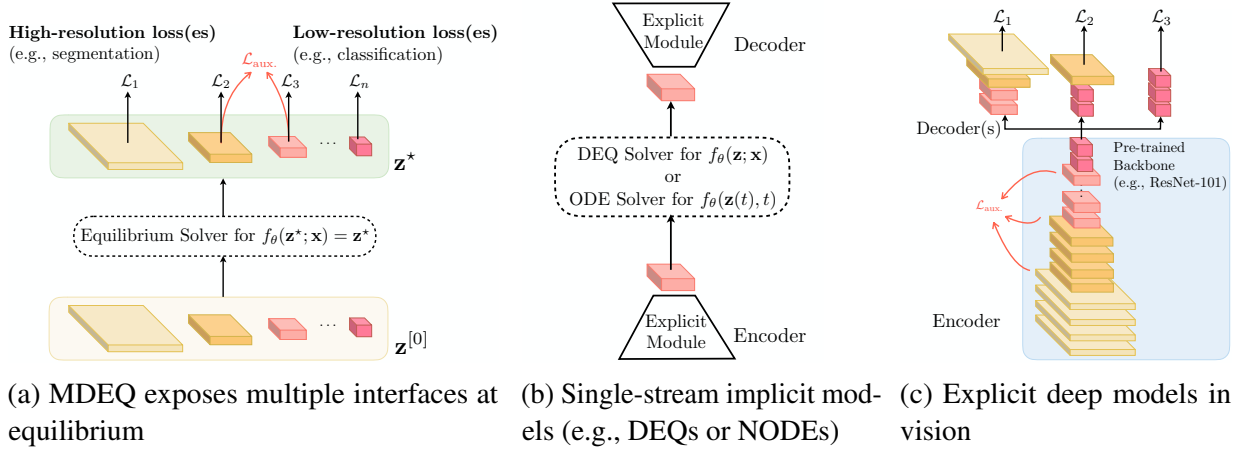 High-resolution loss(es)
(e.g., segmentation)
Low-resolution loss(es)
(e.g., classification)
ℒ_aux.
ℒ_1
ℒ_2
ℒ_3
ℒ_n
···
z*
Equilibrium Solver for f_θ(z*; x) = z*
···
z^[0]
(a) MDEQ exposes multiple interfaces at
equilibrium
Explicit
Module
Decoder
DEQ Solver for f_θ(z; x)
or
ODE Solver for f_θ(z(t), t)
Explicit
Module
Encoder
(b) Single-stream implicit mod-
els (e.g., DEQs or NODEs)
ℒ_1
ℒ_2
ℒ_3
Decoder(s)
Pre-trained
Backbone
(e.g., ResNet-101)
ℒ_aux.
Encoder
(c) Explicit deep models in
vision